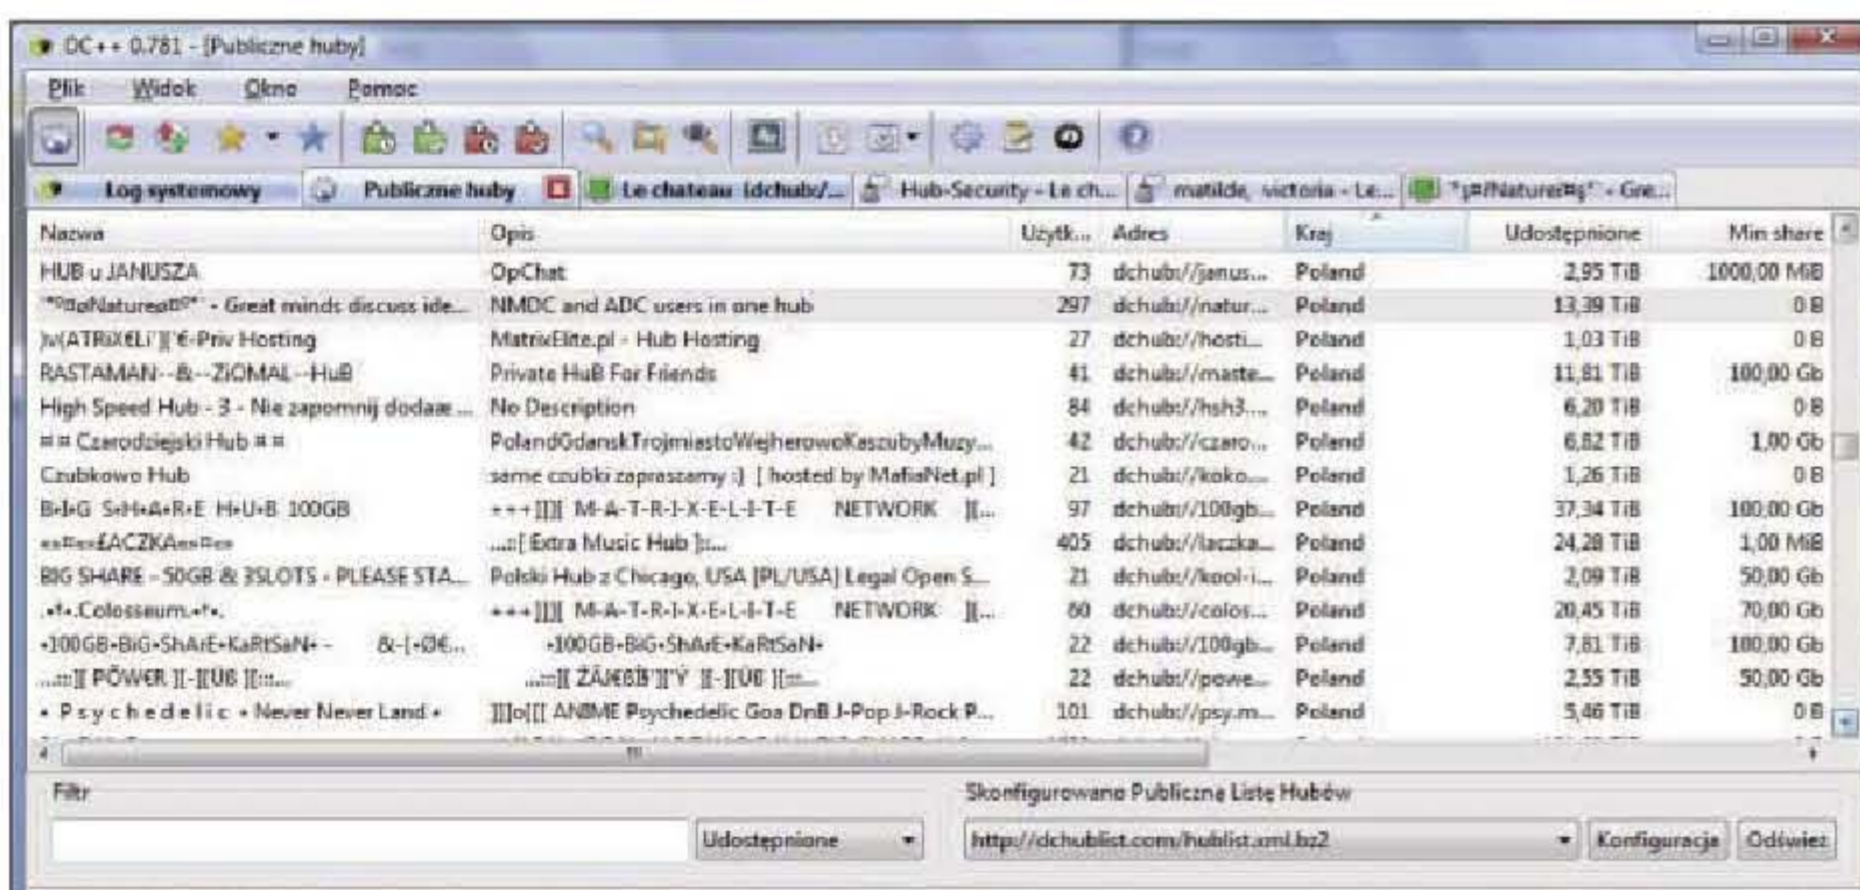 DC++ 0.781 - [Publiczne huby]
Plik Widok Okno Pomoc
Log systemowy Publiczne huby Le chateau (dchub:/... Hub-Security - Le ch... matilde, victoria - Le... - Gre...
Nazwa Opis Użytk... Adres Kraj Udostępnione Min share
HUB u JANUSZA OpChat 73 dchub://janus... Poland 2,95 TiB 1000,00 MiB
- Great minds discuss ide... NMDC and ADC users in one hub 297 dchub://natur... Poland 13,39 TiB 0 B
-Priv Hosting MatrixElite.pl - Hub Hosting 27 dchub://hosti... Poland 1,03 TiB 0 B
RASTAMAN--&--ZiOMAL--HuB Private HuB For Friends 41 dchub://maste... Poland 11,81 TiB 100,00 Gb
High Speed Hub - 3 - Nie zapomnij dodaæ ... No Description 84 dchub://hsh3.... Poland 6,20 TiB 0 B
¤ ¤ Czarodziejski Hub ¤ ¤ PolandGdanskTrojmiastoWejherowoKaszubyMuzy... 42 dchub://czaro... Poland 6,82 TiB 1,00 Gb
Czubkowo Hub same czubki zapraszamy :) [ hosted by MafiaNet.pl ] 21 dchub://koko.... Poland 1,26 TiB 0 B
B•I•G S•H•A•R•E H•U•B 100GB +++]]][ M-A-T-R-I-X-E-L-I-T-E NETWORK ][... 97 dchub://100gb... Poland 37,34 TiB 100,00 Gb
...::[ Extra Music Hub ]::... 405 dchub://laczka... Poland 24,28 TiB 1,00 MiB
BIG SHARE - 50GB & 3SLOTS - PLEASE STA... Polski Hub z Chicago, USA [PL/USA] Legal Open S... 21 dchub://kool-i... Poland 2,09 TiB 50,00 Gb
.•†•.Colosseum.•†•. +++]]][ M-A-T-R-I-X-E-L-I-T-E NETWORK ][... 60 dchub://colos... Poland 20,45 TiB 70,00 Gb
•100GB•BiG•ShArE•KaRtSaN• - •100GB•BiG•ShArE•KaRtSaN• 22 dchub://100gb... Poland 7,81 TiB 100,00 Gb
22 dchub://powe... Poland 2,55 TiB 50,00 Gb
• P s y c h e d e l i c • Never Never Land • ]]]o[[[ ANIME Psychedelic Goa DnB J-Pop J-Rock P... 101 dchub://psy.m... Poland 5,46 TiB 0 B
Filtr Skonfigurowano Publiczną Listę Hubów
Udostępnione http://dchublist.com/hublist.xml.bz2 Konfiguracja Odśwież